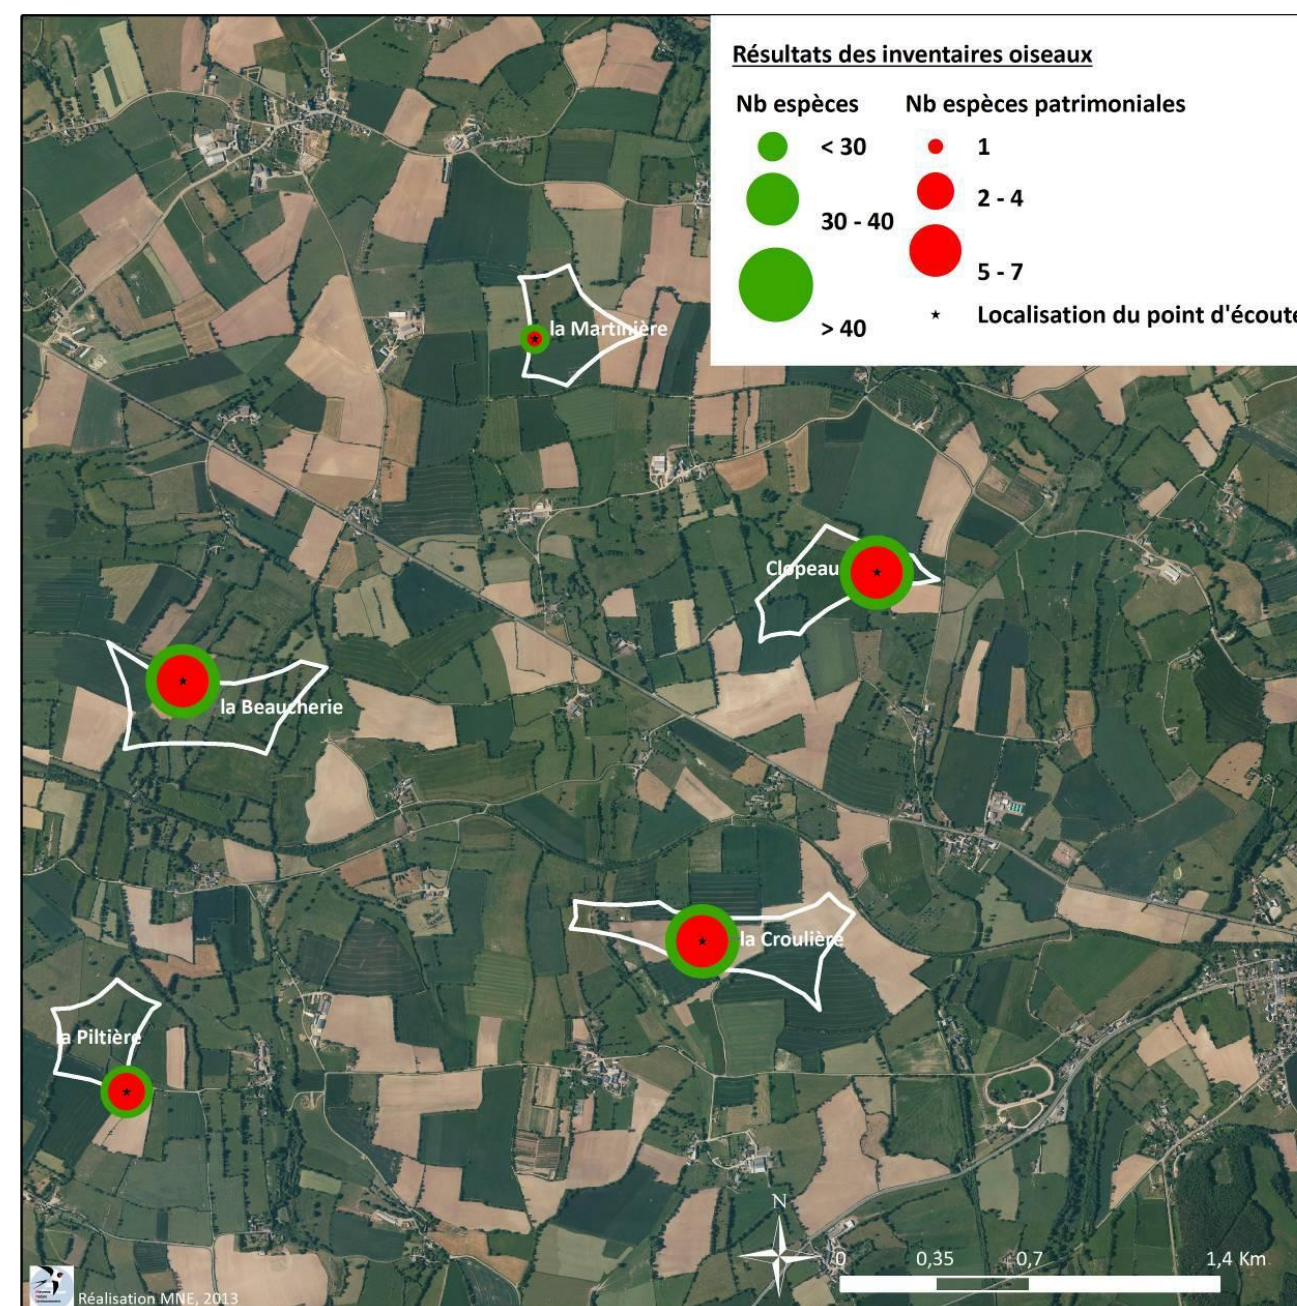 Résultats des inventaires oiseaux
Nb espèces
Nb espèces patrimoniales
< 30
1
30 - 40
2 - 4
> 40
5 - 7
Localisation du point d'écoute
la Martinière
Clopeau
la Beaucherie
la Croulière
la Piltière
N
0 0,35 0,7 1,4 Km
Réalisation MNE, 2013